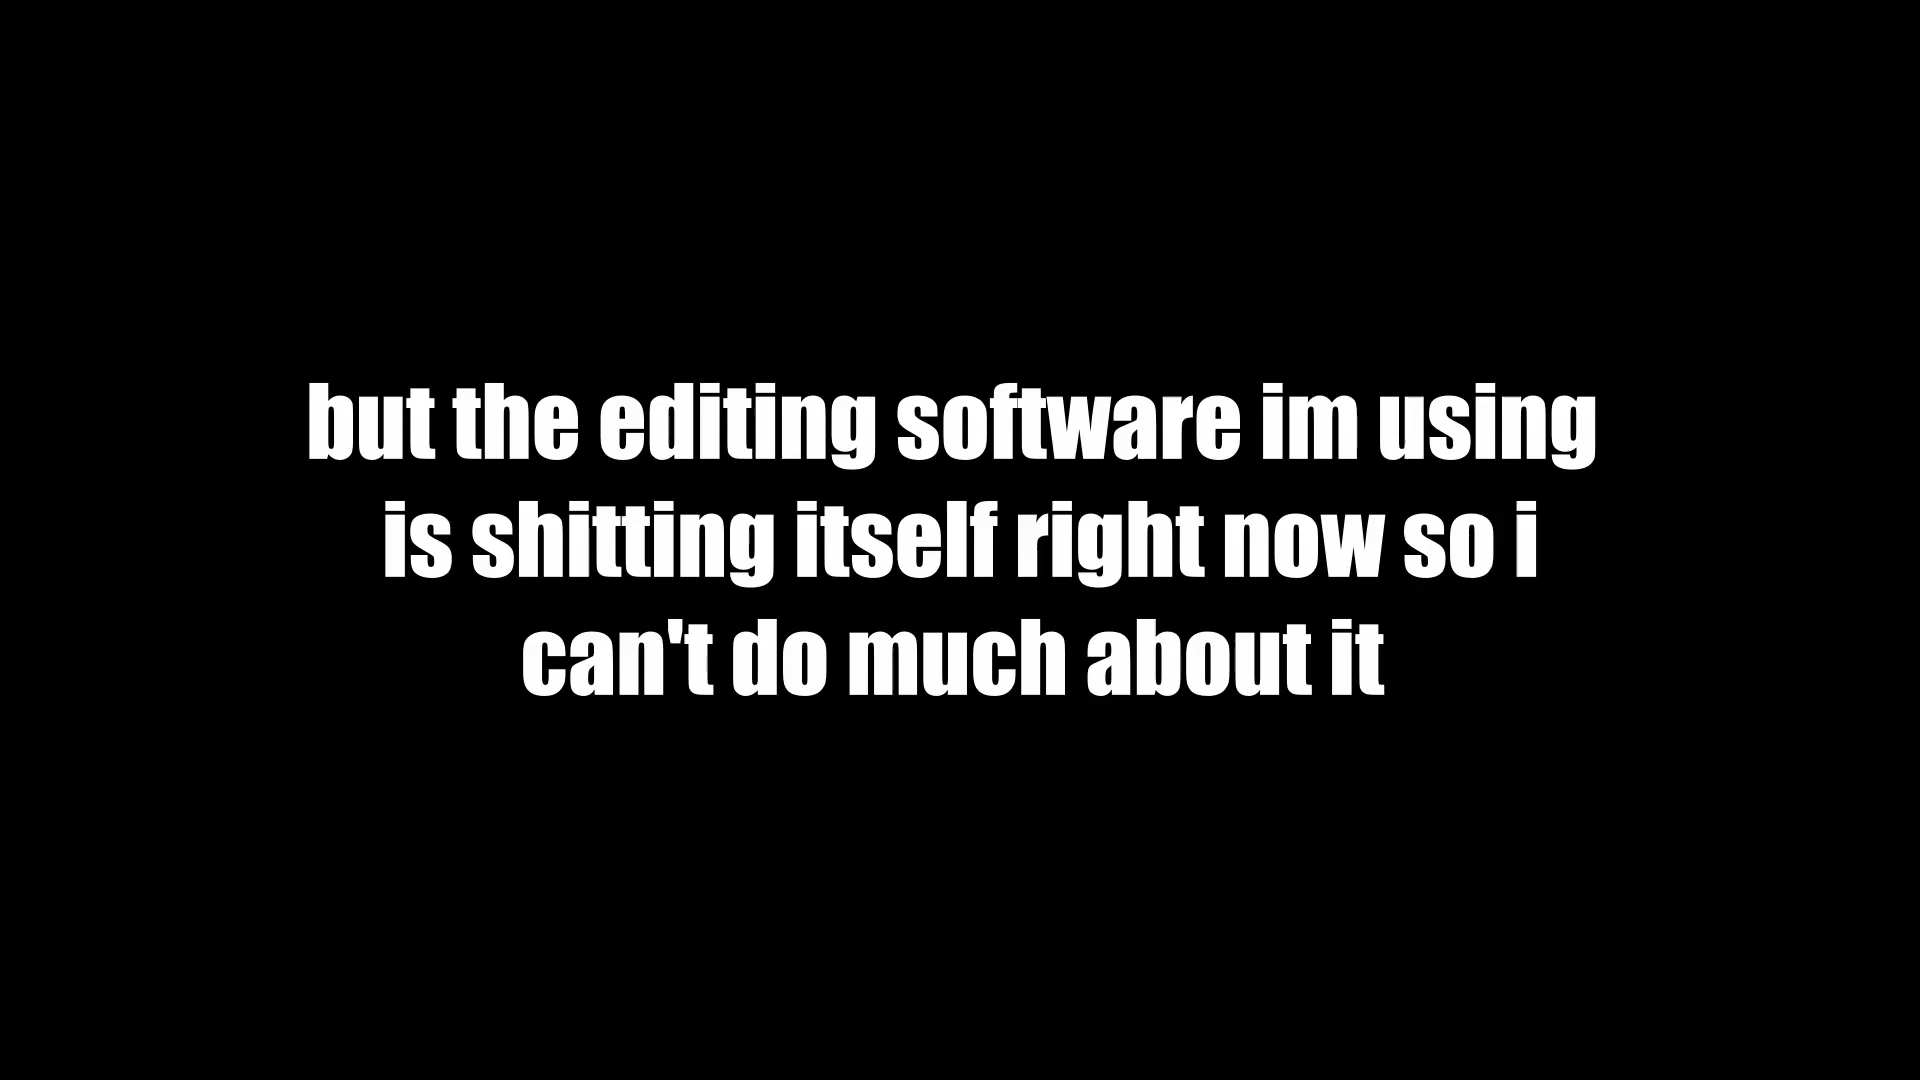 but the editing software im using
is shitting itself right now so i
can't do much about it